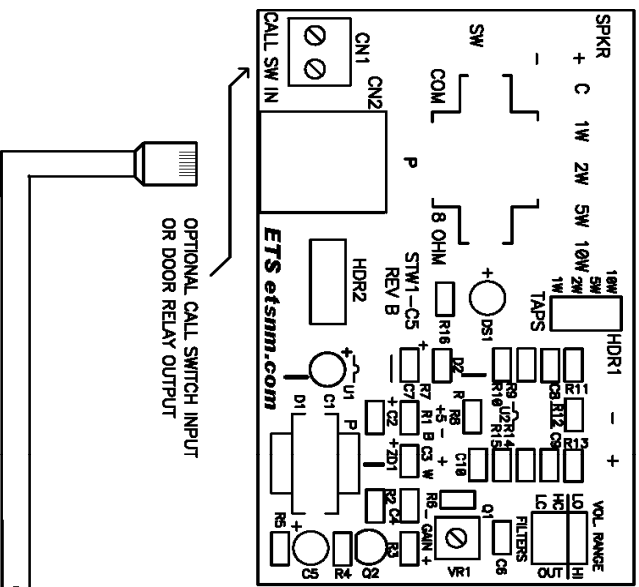 SPKR
- + C 1W 2W 5W 10W
10W
5W
2W
1W
TAPS
HDR1
- +
VOL. RANGE
LO HI
HC
LC OUT
FILTERS
SW
COM
8 OHM
P
CN1
CN2
CALL SW IN
DS1
+
R16
D2
R11
C8
R9
R10
R12
U2
R14
R15
C9
R13
R8
R
C10
Q1
C6
VR1
R6
- GAIN +
STW1-C5
REV B
HDR2
ETS etsnm.com
U1
+
C7
R7
+5
-
+
R1 B C3 W
C2
ZD1
C4
R2
R3
D1
C1
P
R5
C5
R4
Q2
OPTIONAL CALL SWITCH INPUT
OR DOOR RELAY OUTPUT